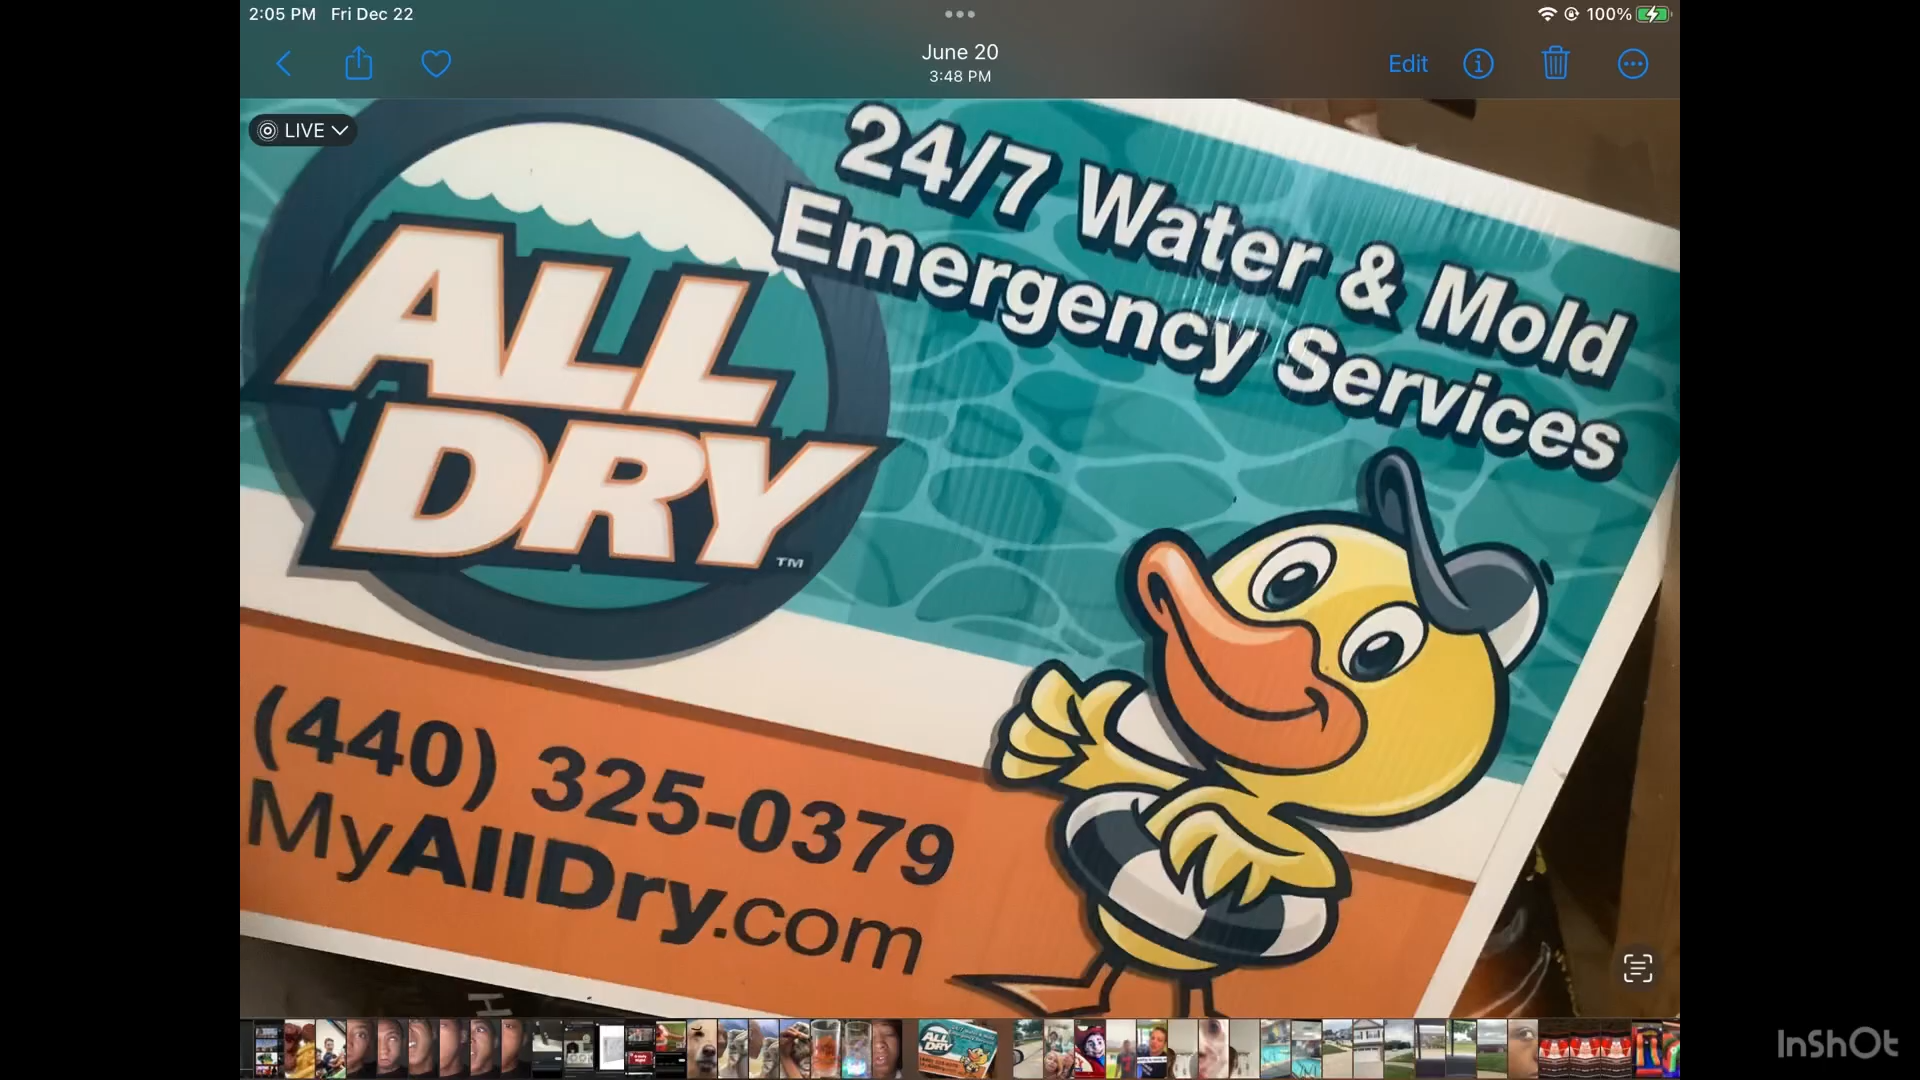 2:05 PM Fri Dec 22
100%
June 20
3:48 PM
Edit
LIVE
24/7 Water & Mold
Emergency Services
ALL
DRY
TM
(440) 325-0379
MyAllDry.com
InShOt